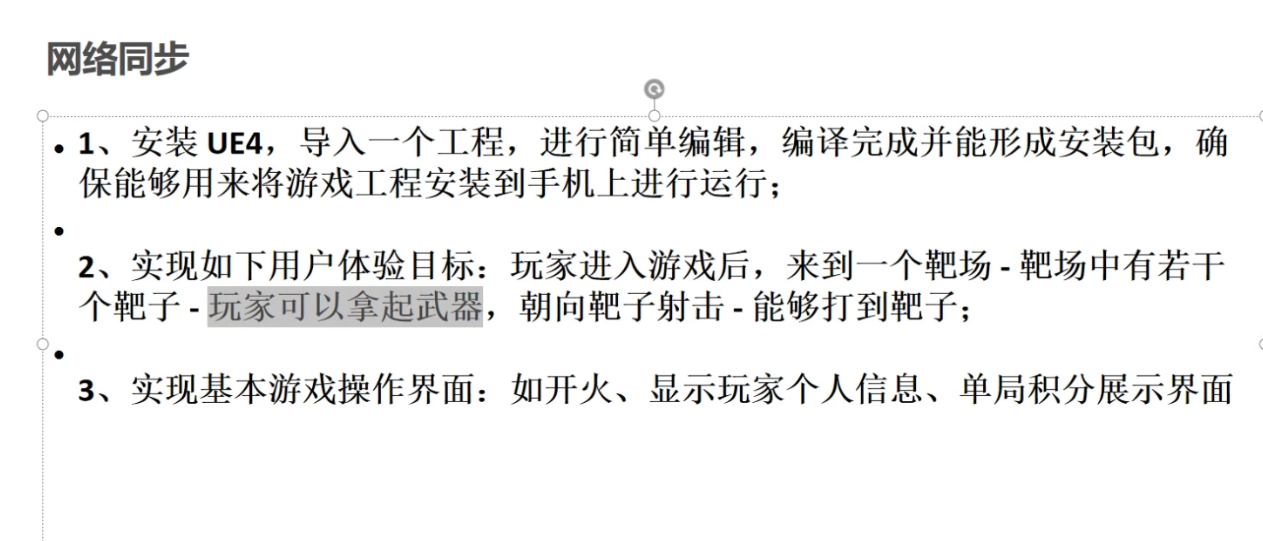 网络同步
• 1、安装 UE4，导入一个工程，进行简单编辑，编译完成并能形成安装包，确
保能够用来将游戏工程安装到手机上进行运行；
•
2、实现如下用户体验目标：玩家进入游戏后，来到一个靶场 - 靶场中有若干
个靶子 - 玩家可以拿起武器，朝向靶子射击 - 能够打到靶子；
•
3、实现基本游戏操作界面：如开火、显示玩家个人信息、单局积分展示界面